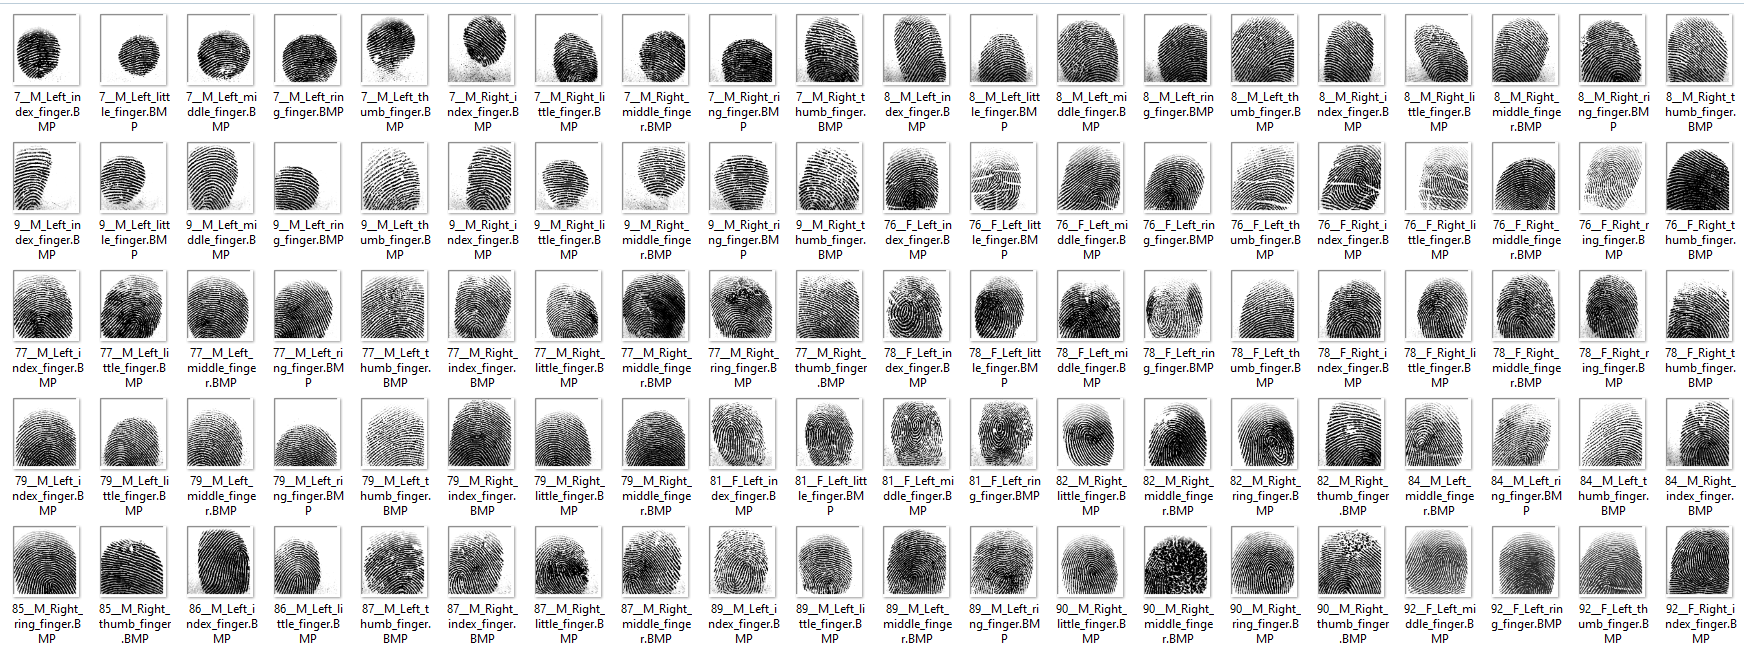 7__M_Left_in
dex_finger.B
MP
7__M_Left_litt
le_finger.BM
P
7__M_Left_mi
ddle_finger.B
MP
7__M_Left_rin
g_finger.BMP
7__M_Left_th
umb_finger.B
MP
7__M_Right_i
ndex_finger.B
MP
7__M_Right_li
ttle_finger.B
MP
7__M_Right_
middle_finge
r.BMP
7__M_Right_ri
ng_finger.BM
P
7__M_Right_t
humb_finger.
BMP
8__M_Left_in
dex_finger.B
MP
8__M_Left_litt
le_finger.BM
P
8__M_Left_mi
ddle_finger.B
MP
8__M_Left_rin
g_finger.BMP
8__M_Left_th
umb_finger.B
MP
8__M_Right_i
ndex_finger.B
MP
8__M_Right_li
ttle_finger.B
MP
8__M_Right_
middle_finge
r.BMP
8__M_Right_ri
ng_finger.BM
P
8__M_Right_t
humb_finger.
BMP
9__M_Left_in
dex_finger.B
MP
9__M_Left_litt
le_finger.BM
P
9__M_Left_mi
ddle_finger.B
MP
9__M_Left_rin
g_finger.BMP
9__M_Left_th
umb_finger.B
MP
9__M_Right_i
ndex_finger.B
MP
9__M_Right_li
ttle_finger.B
MP
9__M_Right_
middle_finge
r.BMP
9__M_Right_ri
ng_finger.BM
P
9__M_Right_t
humb_finger.
BMP
76__F_Left_in
dex_finger.B
MP
76__F_Left_litt
le_finger.BM
P
76__F_Left_mi
ddle_finger.B
MP
76__F_Left_rin
g_finger.BMP
76__F_Left_th
umb_finger.B
MP
76__F_Right_i
ndex_finger.B
MP
76__F_Right_li
ttle_finger.B
MP
76__F_Right_
middle_finge
r.BMP
76__F_Right_r
ing_finger.B
MP
76__F_Right_t
humb_finger.
BMP
77__M_Left_i
ndex_finger.B
MP
77__M_Left_li
ttle_finger.B
MP
77__M_Left_
middle_finge
r.BMP
77__M_Left_ri
ng_finger.BM
P
77__M_Left_t
humb_finger.
BMP
77__M_Right_
index_finger.
BMP
77__M_Right_
little_finger.B
MP
77__M_Right_
middle_finge
r.BMP
77__M_Right_
ring_finger.B
MP
77__M_Right_
thumb_finger
.BMP
78__F_Left_in
dex_finger.B
MP
78__F_Left_litt
le_finger.BM
P
78__F_Left_mi
ddle_finger.B
MP
78__F_Left_rin
g_finger.BMP
78__F_Left_th
umb_finger.B
MP
78__F_Right_i
ndex_finger.B
MP
78__F_Right_li
ttle_finger.B
MP
78__F_Right_
middle_finge
r.BMP
78__F_Right_r
ing_finger.B
MP
78__F_Right_t
humb_finger.
BMP
79__M_Left_i
ndex_finger.B
MP
79__M_Left_li
ttle_finger.B
MP
79__M_Left_
middle_finge
r.BMP
79__M_Left_ri
ng_finger.BM
P
79__M_Left_t
humb_finger.
BMP
79__M_Right_
index_finger.
BMP
79__M_Right_
little_finger.B
MP
79__M_Right_
middle_finge
r.BMP
81__F_Left_in
dex_finger.B
MP
81__F_Left_litt
le_finger.BM
P
81__F_Left_mi
ddle_finger.B
MP
81__F_Left_rin
g_finger.BMP
82__M_Right_
little_finger.B
MP
82__M_Right_
middle_finge
r.BMP
82__M_Right_
ring_finger.B
MP
82__M_Right_
thumb_finger
.BMP
84__M_Left_
middle_finge
r.BMP
84__M_Left_ri
ng_finger.BM
P
84__M_Left_t
humb_finger.
BMP
84__M_Right_
index_finger.
BMP
85__M_Right_
ring_finger.B
MP
85__M_Right_
thumb_finger
.BMP
86__M_Left_i
ndex_finger.B
MP
86__M_Left_li
ttle_finger.B
MP
87__M_Left_t
humb_finger.
BMP
87__M_Right_
index_finger.
BMP
87__M_Right_
little_finger.B
MP
87__M_Right_
middle_finge
r.BMP
89__M_Left_i
ndex_finger.B
MP
89__M_Left_li
ttle_finger.B
MP
89__M_Left_
middle_finge
r.BMP
89__M_Left_ri
ng_finger.BM
P
90__M_Right_
little_finger.B
MP
90__M_Right_
middle_finge
r.BMP
90__M_Right_
ring_finger.B
MP
90__M_Right_
thumb_finger
.BMP
92__F_Left_mi
ddle_finger.B
MP
92__F_Left_rin
g_finger.BMP
92__F_Left_th
umb_finger.B
MP
92__F_Right_i
ndex_finger.B
MP